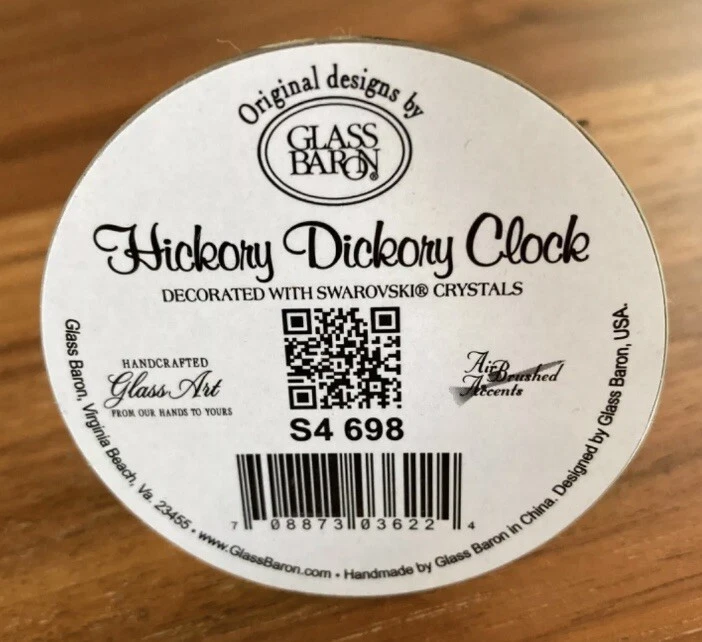 Original designs by
GLASS
BARON®
Hickory Dickory Clock
DECORATED WITH SWAROVSKI® CRYSTALS
HANDCRAFTED
Glass Art
FROM OUR HANDS TO YOURS
Air Brushed
Accents
S4 698
7 08873 03622 4
Glass Baron, Virginia Beach, Va. 23455 • www.GlassBaron.com • Handmade by Glass Baron in China. Designed by Glass Baron, USA.